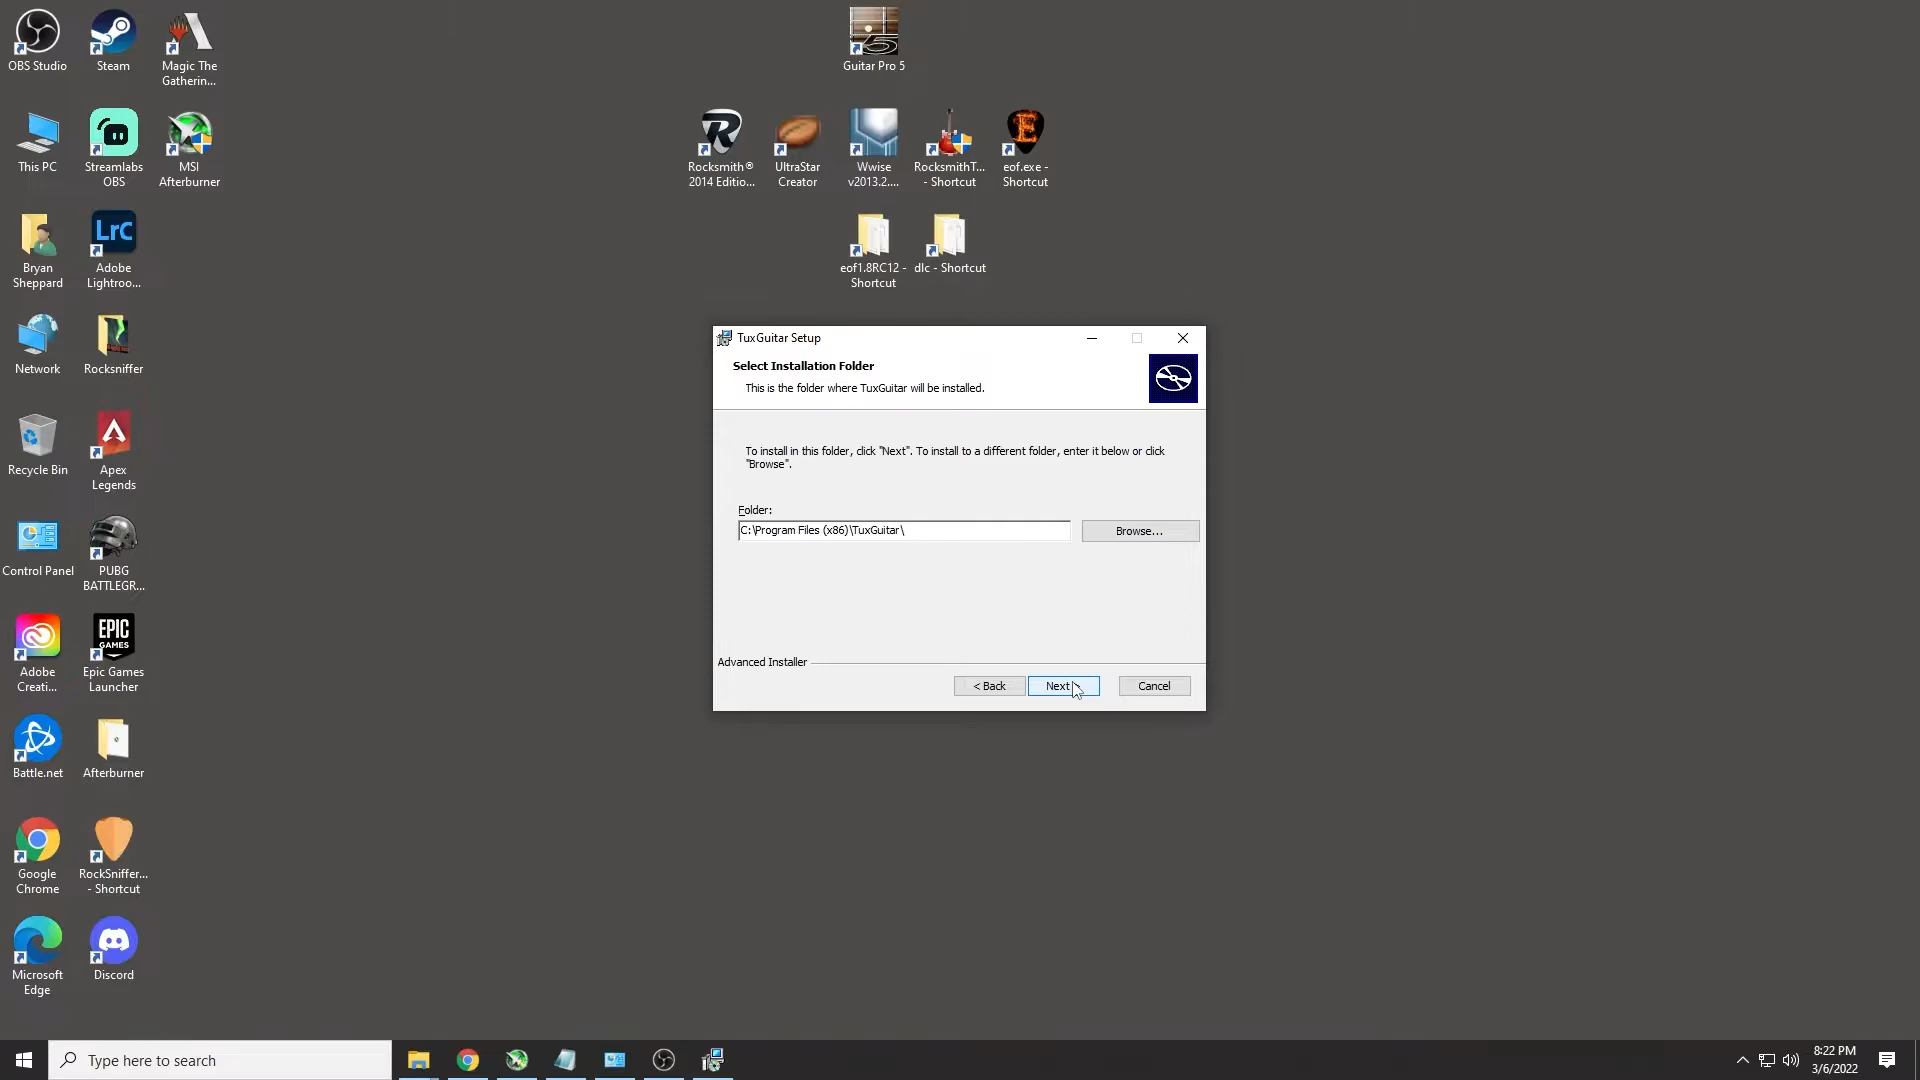 OBS Studio
Steam
Magic The
Gatherin...
Guitar Pro 5
This PC
Streamlabs
OBS
MSI
Afterburner
Rocksmith®
2014 Editio...
UltraStar
Creator
Wwise
v2013.2....
RocksmithT...
- Shortcut
eof.exe -
Shortcut
Bryan
Sheppard
LrC
Adobe
Lightroo...
eof1.8RC12 -
Shortcut
dlc - Shortcut
Network
Rocksniffer
TuxGuitar Setup
Select Installation Folder
This is the folder where TuxGuitar will be installed.
To install in this folder, click "Next". To install to a different folder, enter it below or click
"Browse".
Folder:
C:\Program Files (x86)\TuxGuitar\
Browse...
Advanced Installer
< Back
Next
Cancel
Recycle Bin
Apex
Legends
Control Panel
PUBG
BATTLEGR...
Adobe
Creati...
EPIC
GAMES
Epic Games
Launcher
Battle.net
Afterburner
Google
Chrome
RockSniffer...
- Shortcut
Microsoft
Edge
Discord
Type here to search
8:22 PM
3/6/2022